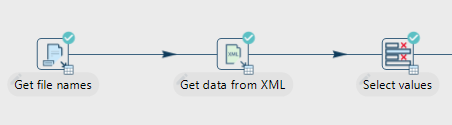 XML
Get file names
Get data from XML
Select values